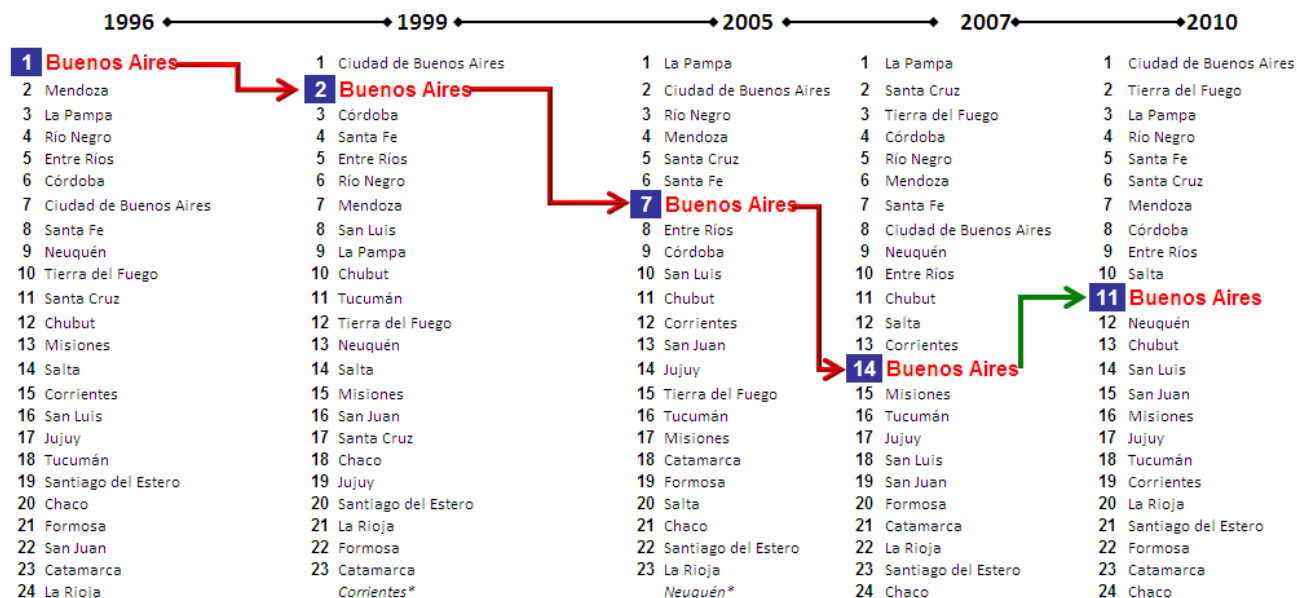 1996 1999 2005 2007 2010
1 Buenos Aires
2 Mendoza
3 La Pampa
4 Río Negro
5 Entre Ríos
6 Córdoba
7 Ciudad de Buenos Aires
8 Santa Fe
9 Neuquén
10 Tierra del Fuego
11 Santa Cruz
12 Chubut
13 Misiones
14 Salta
15 Corrientes
16 San Luis
17 Jujuy
18 Tucumán
19 Santiago del Estero
20 Chaco
21 Formosa
22 San Juan
23 Catamarca
24 La Rioja
1 Ciudad de Buenos Aires
2 Buenos Aires
3 Córdoba
4 Santa Fe
5 Entre Ríos
6 Río Negro
7 Mendoza
8 San Luis
9 La Pampa
10 Chubut
11 Tucumán
12 Tierra del Fuego
13 Neuquén
14 Salta
15 Misiones
16 San Juan
17 Santa Cruz
18 Chaco
19 Jujuy
20 Santiago del Estero
21 La Rioja
22 Formosa
23 Catamarca
Corrientes*
1 La Pampa
2 Ciudad de Buenos Aires
3 Río Negro
4 Mendoza
5 Santa Cruz
6 Santa Fe
7 Buenos Aires
8 Entre Ríos
9 Córdoba
10 San Luis
11 Chubut
12 Corrientes
13 San Juan
14 Jujuy
15 Tierra del Fuego
16 Tucumán
17 Misiones
18 Catamarca
19 Formosa
20 Salta
21 Chaco
22 Santiago del Estero
23 La Rioja
Neuquén*
1 La Pampa
2 Santa Cruz
3 Tierra del Fuego
4 Córdoba
5 Río Negro
6 Mendoza
7 Santa Fe
8 Ciudad de Buenos Aires
9 Neuquén
10 Entre Ríos
11 Chubut
12 Salta
13 Corrientes
14 Buenos Aires
15 Misiones
16 Tucumán
17 Jujuy
18 San Luis
19 San Juan
20 Formosa
21 Catamarca
22 La Rioja
23 Santiago del Estero
24 Chaco
1 Ciudad de Buenos Aires
2 Tierra del Fuego
3 La Pampa
4 Río Negro
5 Santa Fe
6 Santa Cruz
7 Mendoza
8 Córdoba
9 Entre Ríos
10 Salta
11 Buenos Aires
12 Neuquén
13 Chubut
14 San Luis
15 San Juan
16 Misiones
17 Jujuy
18 Tucumán
19 Corrientes
20 La Rioja
21 Santiago del Estero
22 Formosa
23 Catamarca
24 Chaco